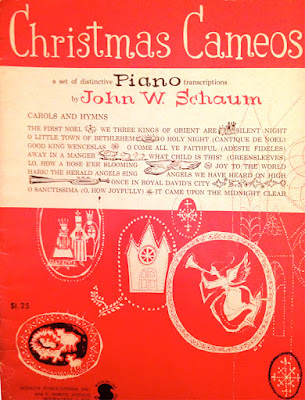 Christmas Cameos
a set of distinctive Piano transcriptions
by John W. Schaum
CAROLS AND HYMNS
THE FIRST NOEL WE THREE KINGS OF ORIENT ARE SILENT NIGHT
O LITTLE TOWN OF BETHLEHEM O HOLY NIGHT (CANTIQUE DE NOEL)
GOOD KING WENCESLAS O COME ALL YE FAITHFUL (ADESTE FIDELES)
AWAY IN A MANGER WHAT CHILD IS THIS? (GREENSLEEVES)
LO, HOW A ROSE E'ER BLOOMING JOY TO THE WORLD
HARK! THE HERALD ANGELS SING ANGELS WE HAVE HEARD ON HIGH
ONCE IN ROYAL DAVID'S CITY
O SANCTISSIMA (O, HOW JOYFULLY) IT CAME UPON THE MIDNIGHT CLEAR
$1.25
SCHAUM PUBLICATIONS, INC.